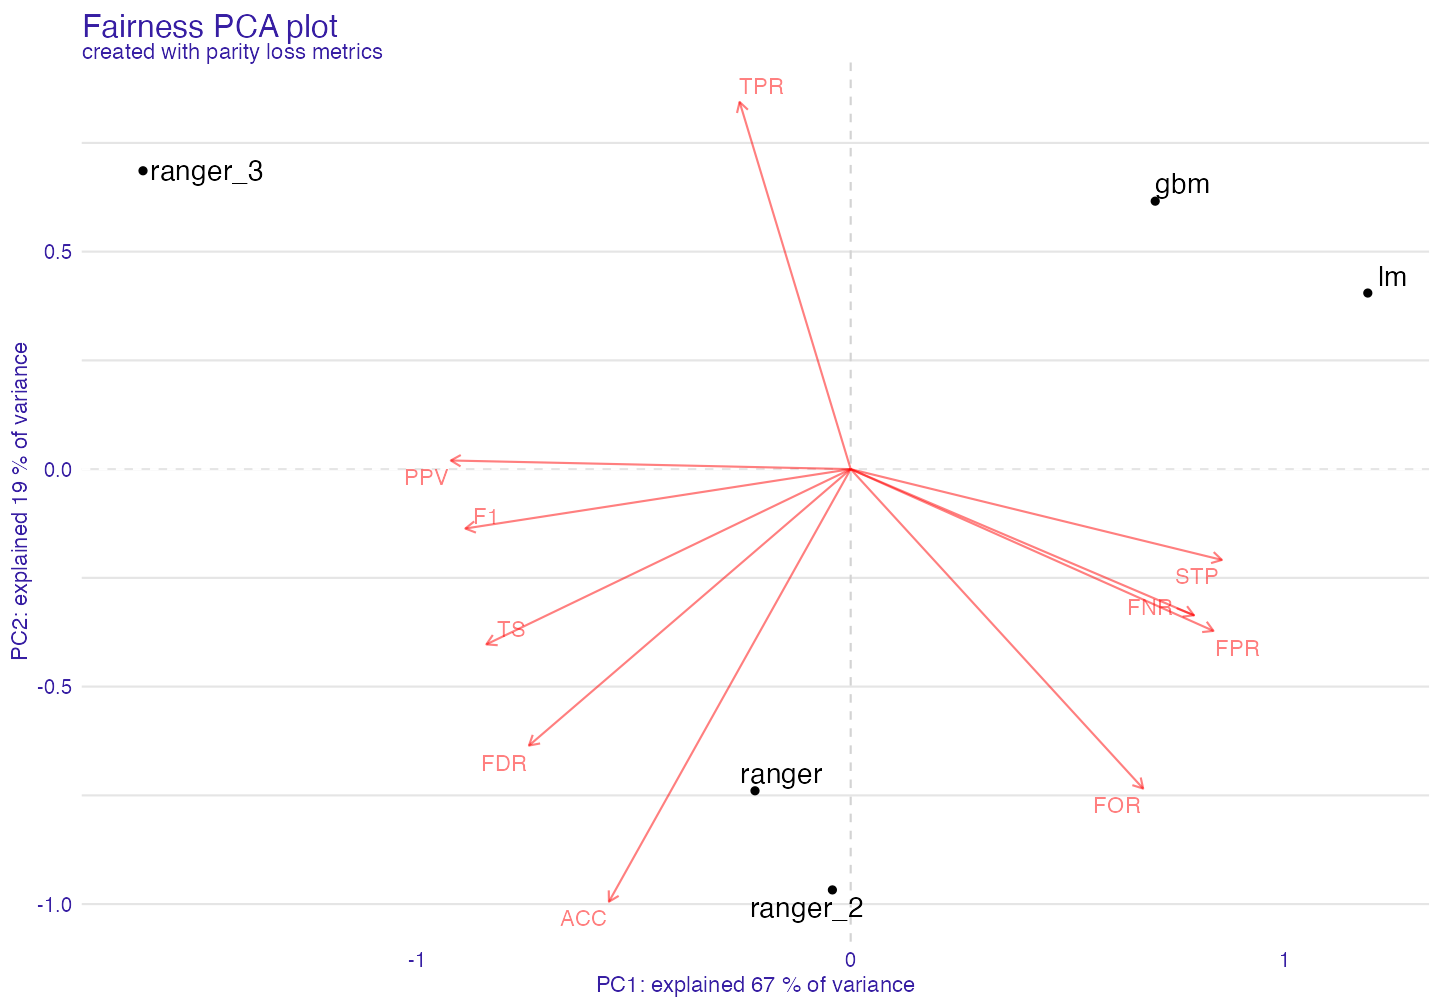 Fairness PCA plot
created with parity loss metrics
TPR
ranger_3
gbm
lm
0.5
PPV
0.0
F1
STP
FNR
TS
FPR
-0.5
FDR
ranger
FOR
ACC
ranger_2
-1.0
-1
0
1
PC1: explained 67 % of variance
PC2: explained 19 % of variance